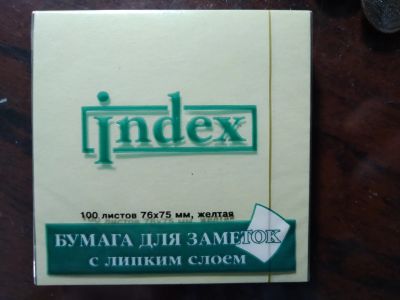 index
100 листов 76x75 мм, желтая
БУМАГА ДЛЯ ЗАМЕТОК
с липким слоем